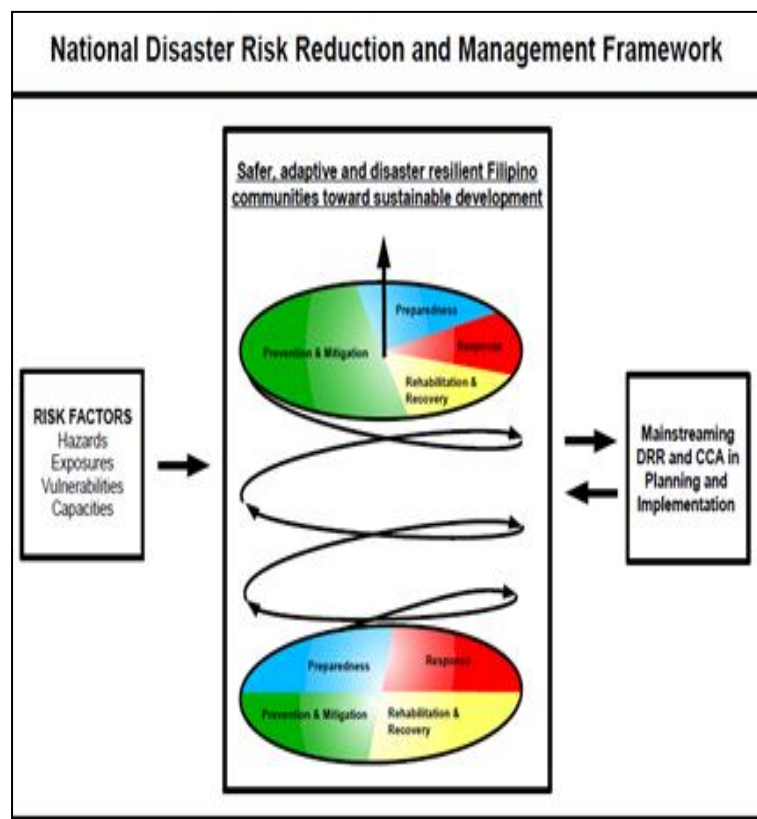 National Disaster Risk Reduction and Management Framework
Safer, adaptive and disaster resilient Filipino
communities toward sustainable development
Preparedness
Prevention & Mitigation
Response
Rehabilitation &
Recovery
RISK FACTORS
Hazards
Exposures
Vulnerabilities
Capacities
Mainstreaming
DRR and CCA in
Planning and
Implementation
Preparedness
Response
Prevention & Mitigation
Rehabilitation &
Recovery